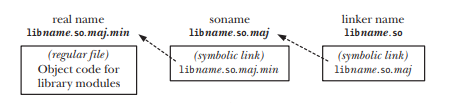 real name
libname.so.maj.min
(regular file)
Object code for
library modules
soname
libname.so.maj
(symbolic link)
libname.so.maj.min
linker name
libname.so
(symbolic link)
libname.so.maj